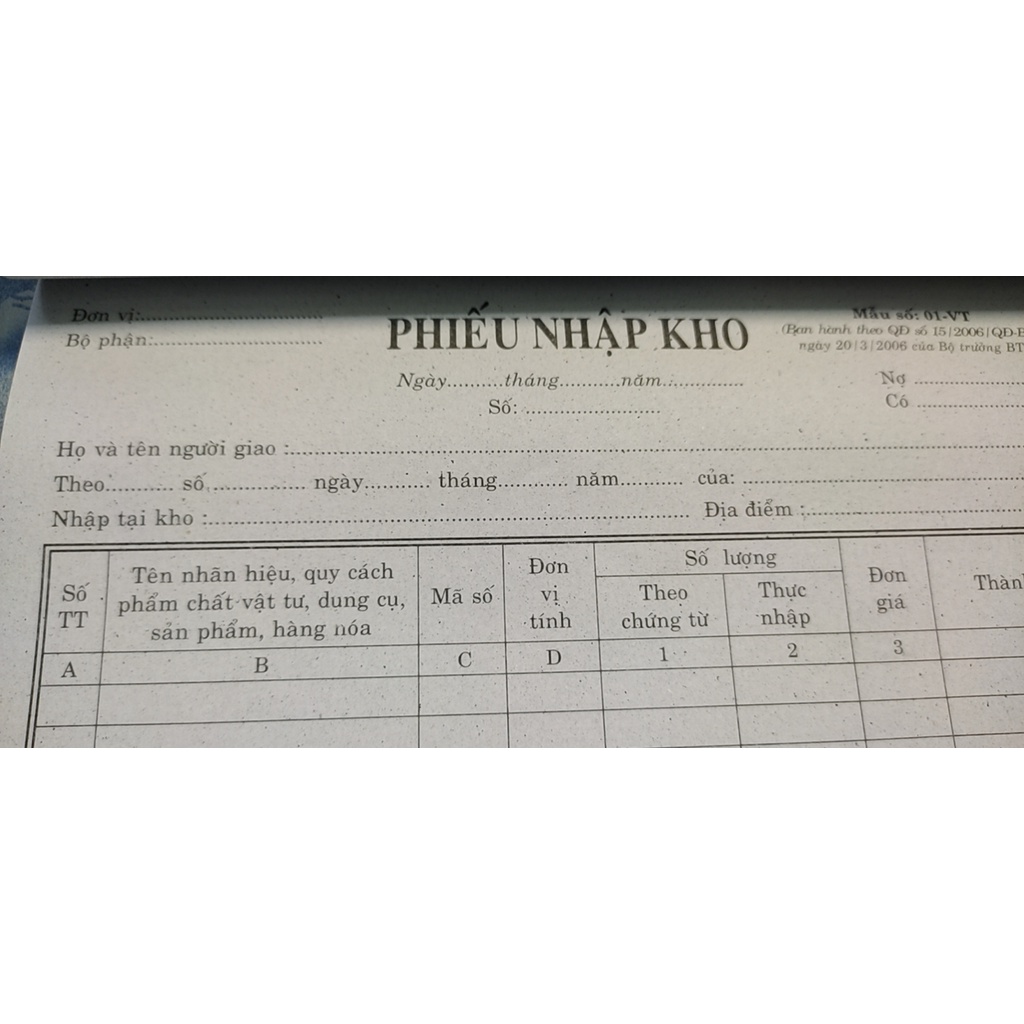 Đơn vị:..............................
Bộ phận:............................
PHIẾU NHẬP KHO
Ngày..........tháng...........năm..............
Số: ........................
Mẫu số: 01-VT
(Ban hành theo QĐ số 15/2006/QĐ-B
ngày 20/3/2006 của Bộ trưởng BT
Nợ ....................
Có ....................
Họ và tên người giao :............................................................
Theo........... số................ ngày........... tháng............ năm........... của: ..............................
Nhập tại kho :............................................................ Địa điểm :..............................
Số TT
Tên nhãn hiệu, quy cách
phẩm chất vật tư, dung cụ,
sản phẩm, hàng nóa
Mã số
Đơn
vị
tính
Số lượng
Theo
chứng từ
Thực
nhập
Đơn
giá
Thàn
A B C D 1 2 3